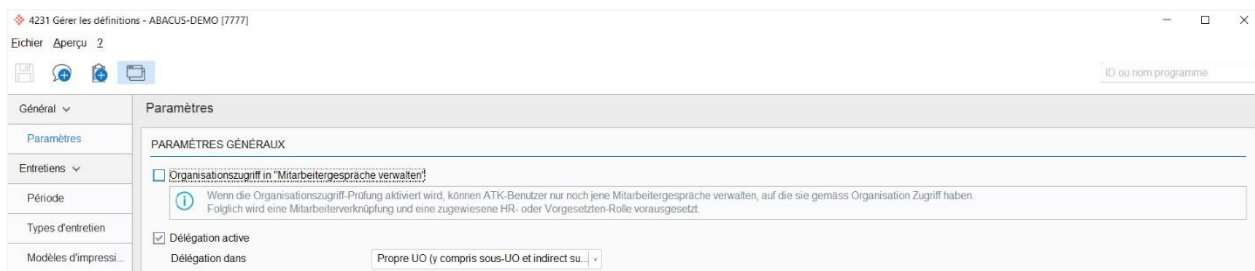 4231 Gérer les définitions - ABACUS-DEMO [7777]
Fichier Aperçu ?
ID ou nom programme
Général
Paramètres
Paramètres
PARAMÈTRES GÉNÉRAUX
Entretiens
Organisationszugriff in "Mitarbeitergespräche verwalten"
Période
Wenn die Organisationszugriff-Prüfung aktiviert wird, können ATK-Benutzer nur noch jene Mitarbeitergespräche verwalten, auf die sie gemäss Organisation Zugriff haben.
Folglich wird eine Mitarbeiterverknüpfung und eine zugewiesene HR- oder Vorgesetzten-Rolle vorausgesetzt.
Types d'entretien
Délégation active
Modèles d'impressi...
Délégation dans
Propre UO (y compris sous-UO et indirect su...